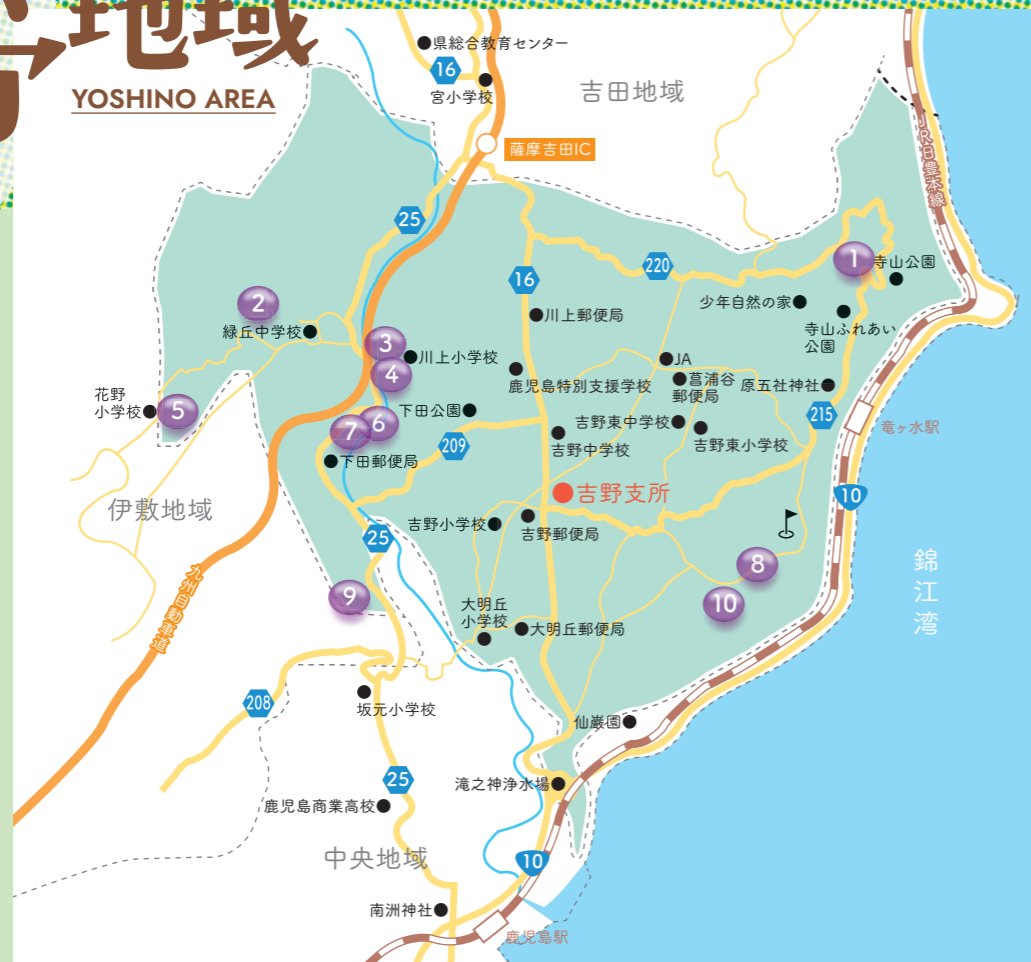 地域
YOSHINO AREA
県総合教育センター
16
宮小学校
吉田地域
薩摩吉田IC
JR日豊本線
25
220
16
1
寺山公園
2
少年自然の家
川上郵便局
寺山ふれあい
公園
緑丘中学校
3
川上小学校
JA
4
鹿児島特別支援学校
菖蒲谷
郵便局
原五社神社
花野
小学校
5
下田公園
6
7
吉野東中学校
215
竜ヶ水駅
吉野東小学校
209
吉野中学校
下田郵便局
伊敷地域
吉野支所
10
吉野小学校
吉野郵便局
25
8
錦江湾
九州自動車道
9
10
大明丘
小学校
大明丘郵便局
208
坂元小学校
仙巌園
25
滝之神浄水場
鹿児島商業高校
中央地域
10
南洲神社
鹿児島駅